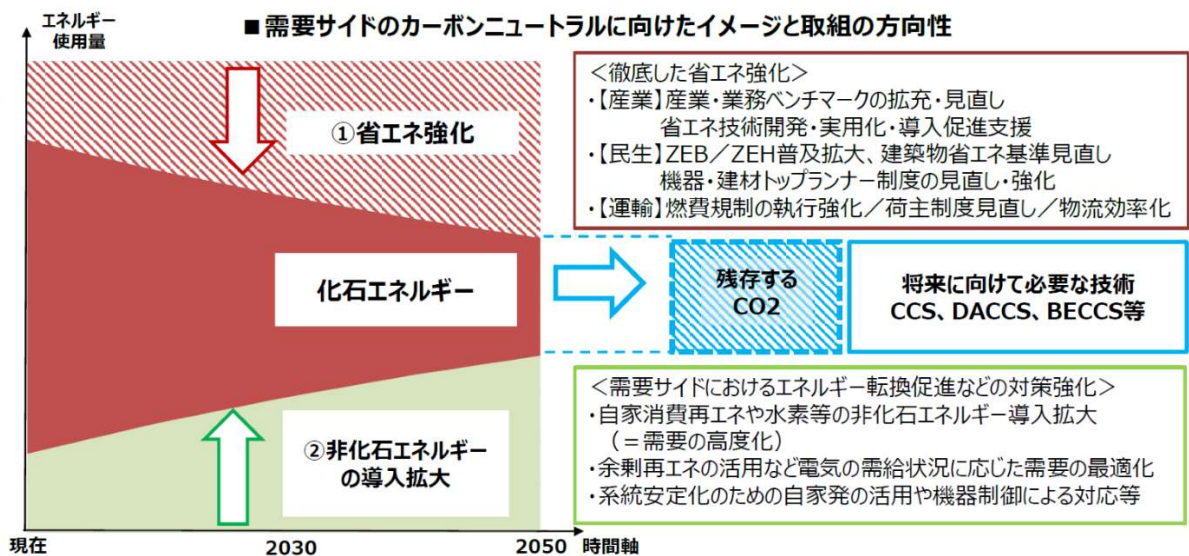 ■需要サイドのカーボンニュートラルに向けたイメージと取組の方向性
エネルギー
使用量
①省エネ強化
化石エネルギー
②非化石エネルギー
の導入拡大
現在
2030
2050
時間軸
<徹底した省エネ強化>
・【産業】産業・業務ベンチマークの拡充・見直し
省エネ技術開発・実用化・導入促進支援
・【民生】ZEB/ZEH普及拡大、建築物省エネ基準見直し
機器・建材トップランナー制度の見直し・強化
・【運輸】燃費規制の執行強化/荷主制度見直し/物流効率化
残存する
CO2
将来に向けて必要な技術
CCS、DACCS、BECCS等
<需要サイドにおけるエネルギー転換促進などの対策強化>
・自家消費再エネや水素等の非化石エネルギー導入拡大
(=需要の高度化)
・余剰再エネの活用など電気の需給状況に応じた需要の最適化
・系統安定化のための自家発の活用や機器制御による対応等